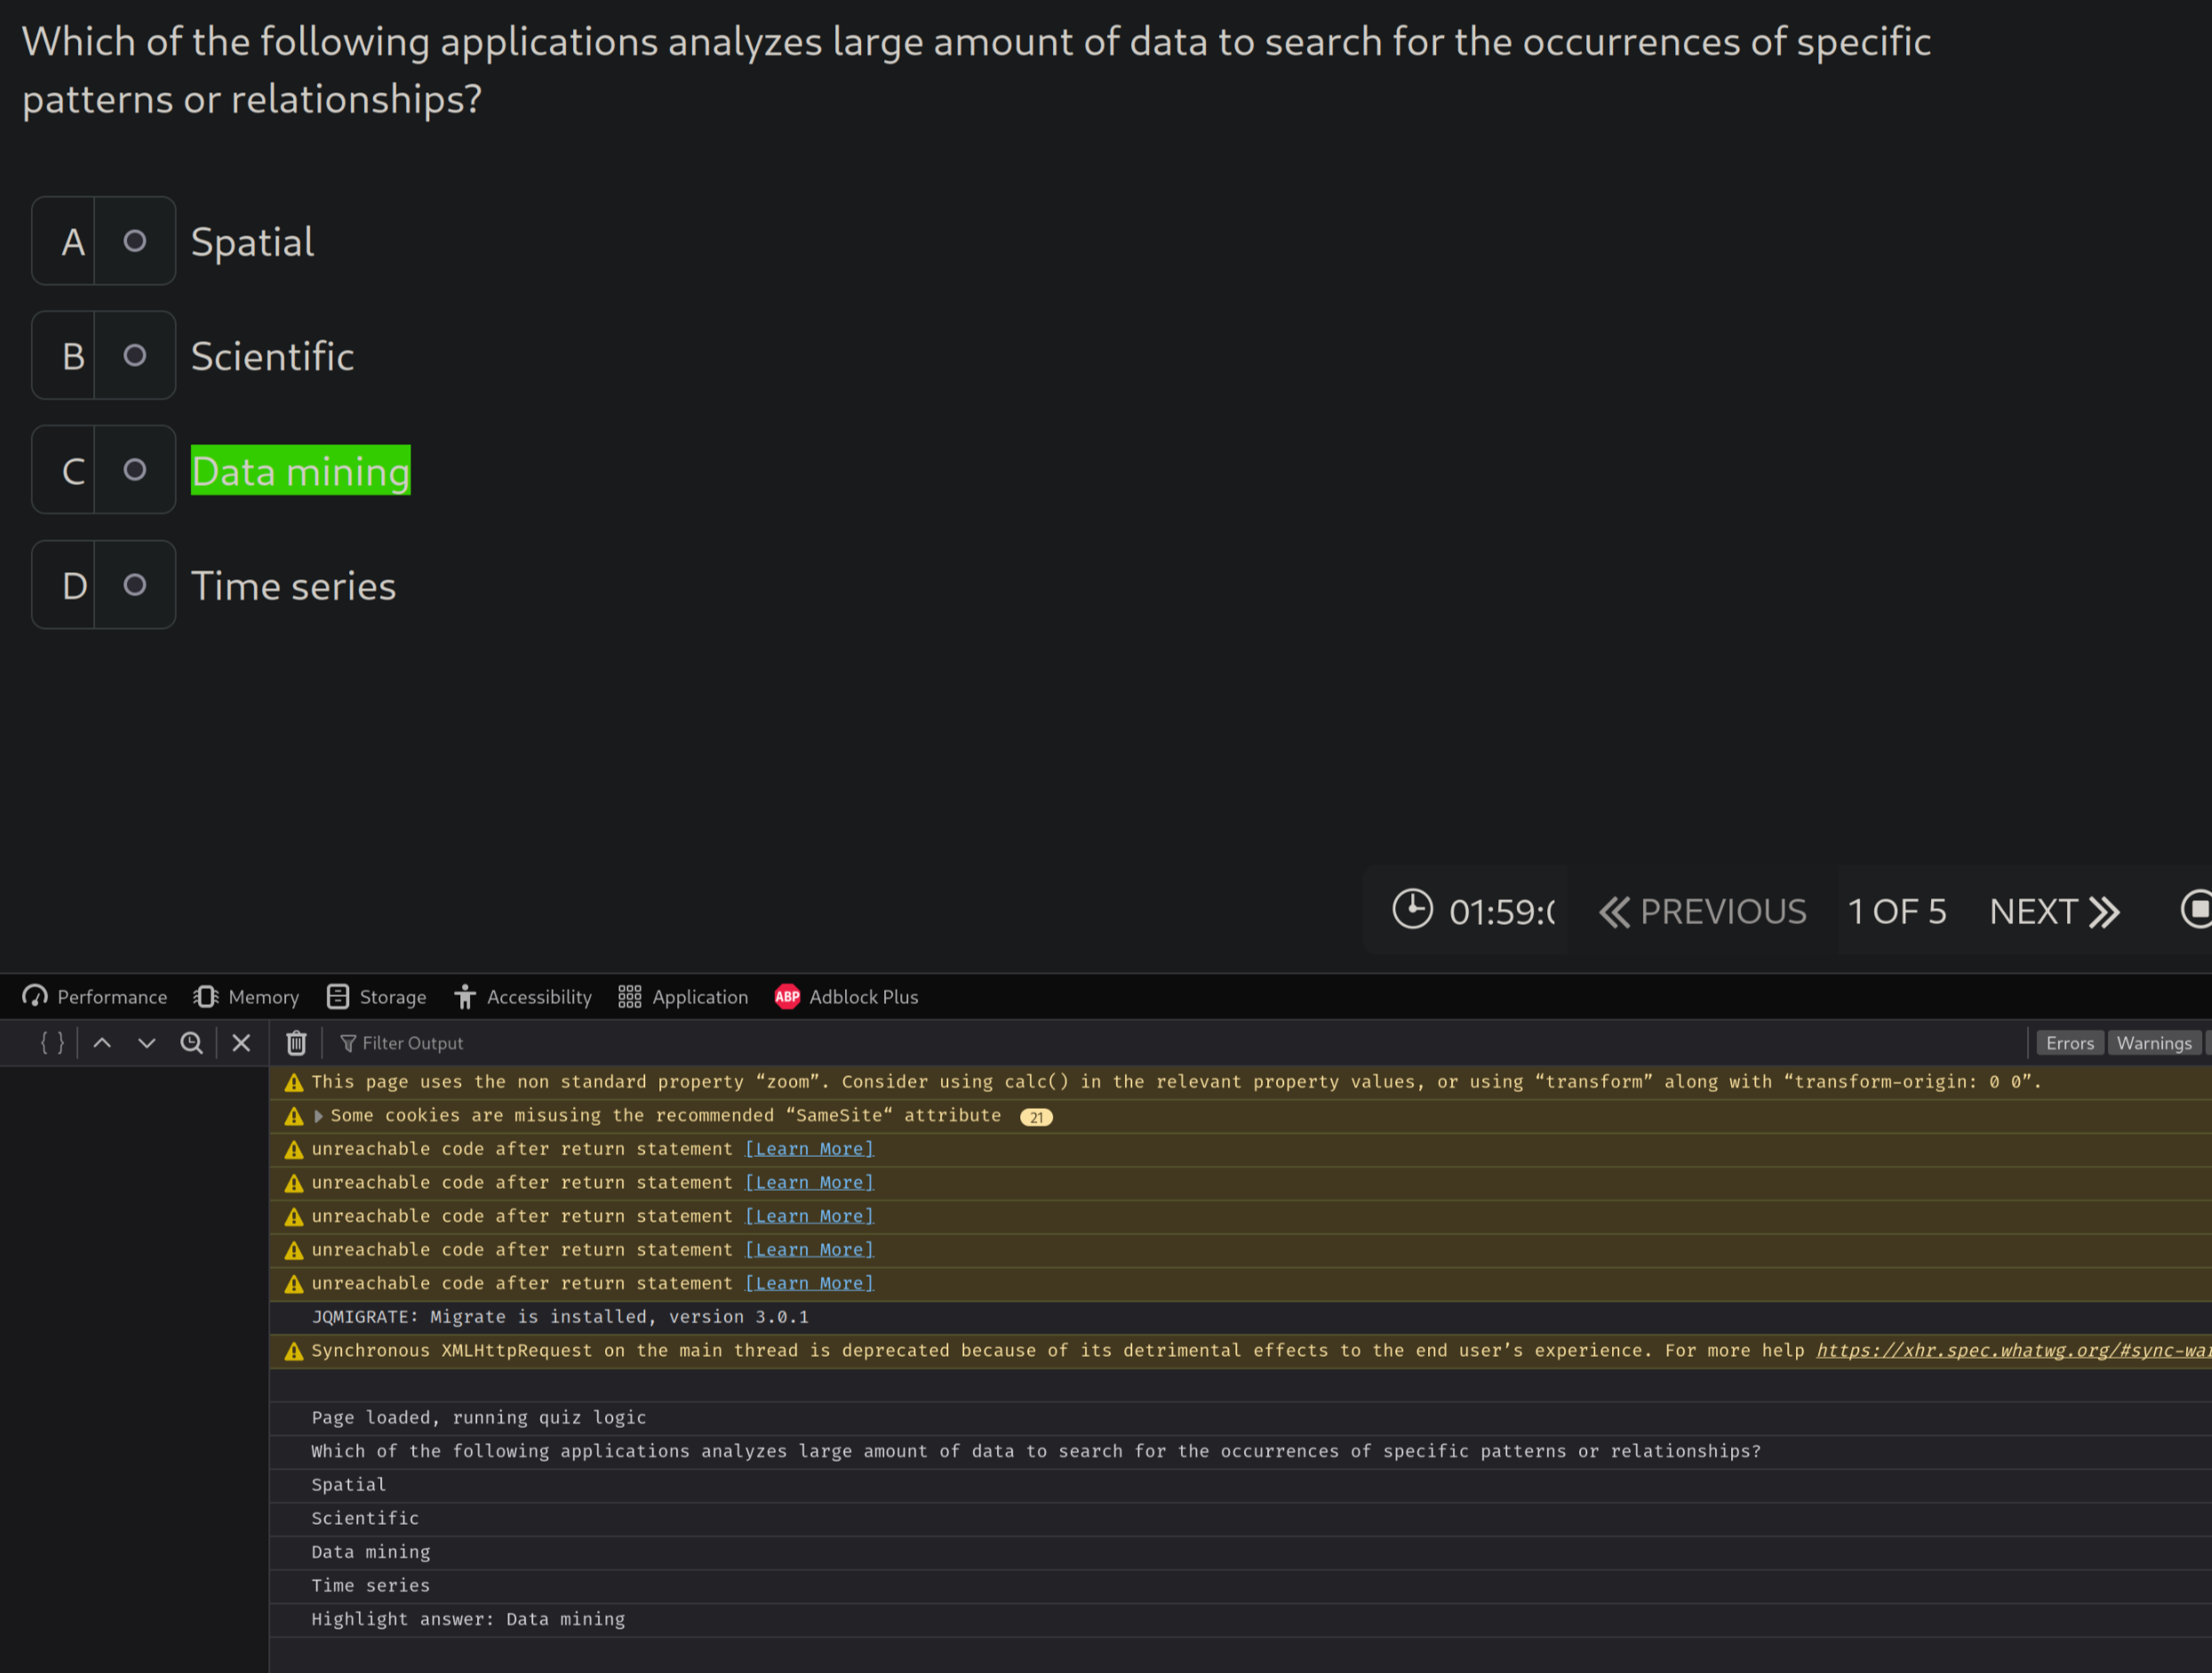 Which of the following applications analyzes large amount of data to search for the occurrences of specific
patterns or relationships?
A Spatial
B Scientific
C Data mining
D Time series
01:59:0 PREVIOUS 1 OF 5 NEXT
Performance Memory Storage Accessibility Application ABP Adblock Plus
{ } Filter Output Errors Warnings
This page uses the non standard property “zoom”. Consider using calc() in the relevant property values, or using “transform” along with “transform-origin: 0 0”.
Some cookies are misusing the recommended “SameSite“ attribute 21
unreachable code after return statement [Learn More]
unreachable code after return statement [Learn More]
unreachable code after return statement [Learn More]
unreachable code after return statement [Learn More]
unreachable code after return statement [Learn More]
JQMIGRATE: Migrate is installed, version 3.0.1
Synchronous XMLHttpRequest on the main thread is deprecated because of its detrimental effects to the end user’s experience. For more help https://xhr.spec.whatwg.org/#sync-war
Page loaded, running quiz logic
Which of the following applications analyzes large amount of data to search for the occurrences of specific patterns or relationships?
Spatial
Scientific
Data mining
Time series
Highlight answer: Data mining